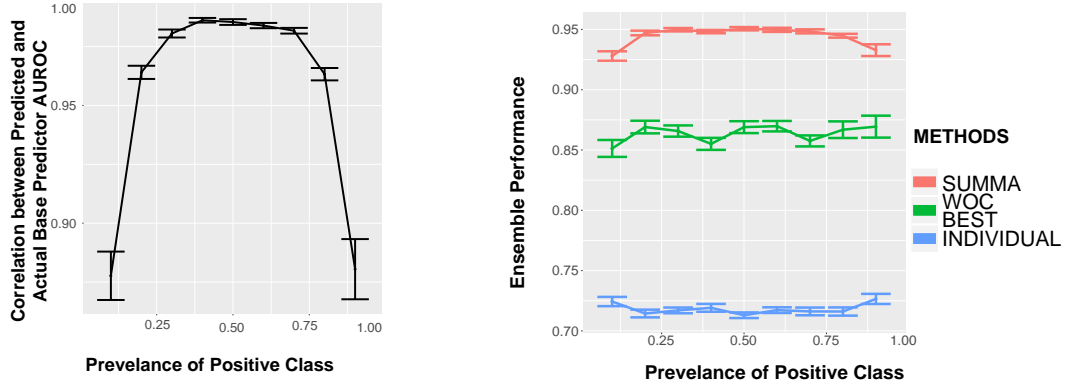 Correlation between Predicted and
Actual Base Predictor AUROC
1.00
0.95
0.90
0.25
0.50
0.75
1.00
Prevelance of Positive Class
Ensemble Performance
0.95
0.90
0.85
0.80
0.75
0.70
0.25
0.50
0.75
1.00
Prevelance of Positive Class
METHODS
SUMMA
WOC
BEST
INDIVIDUAL